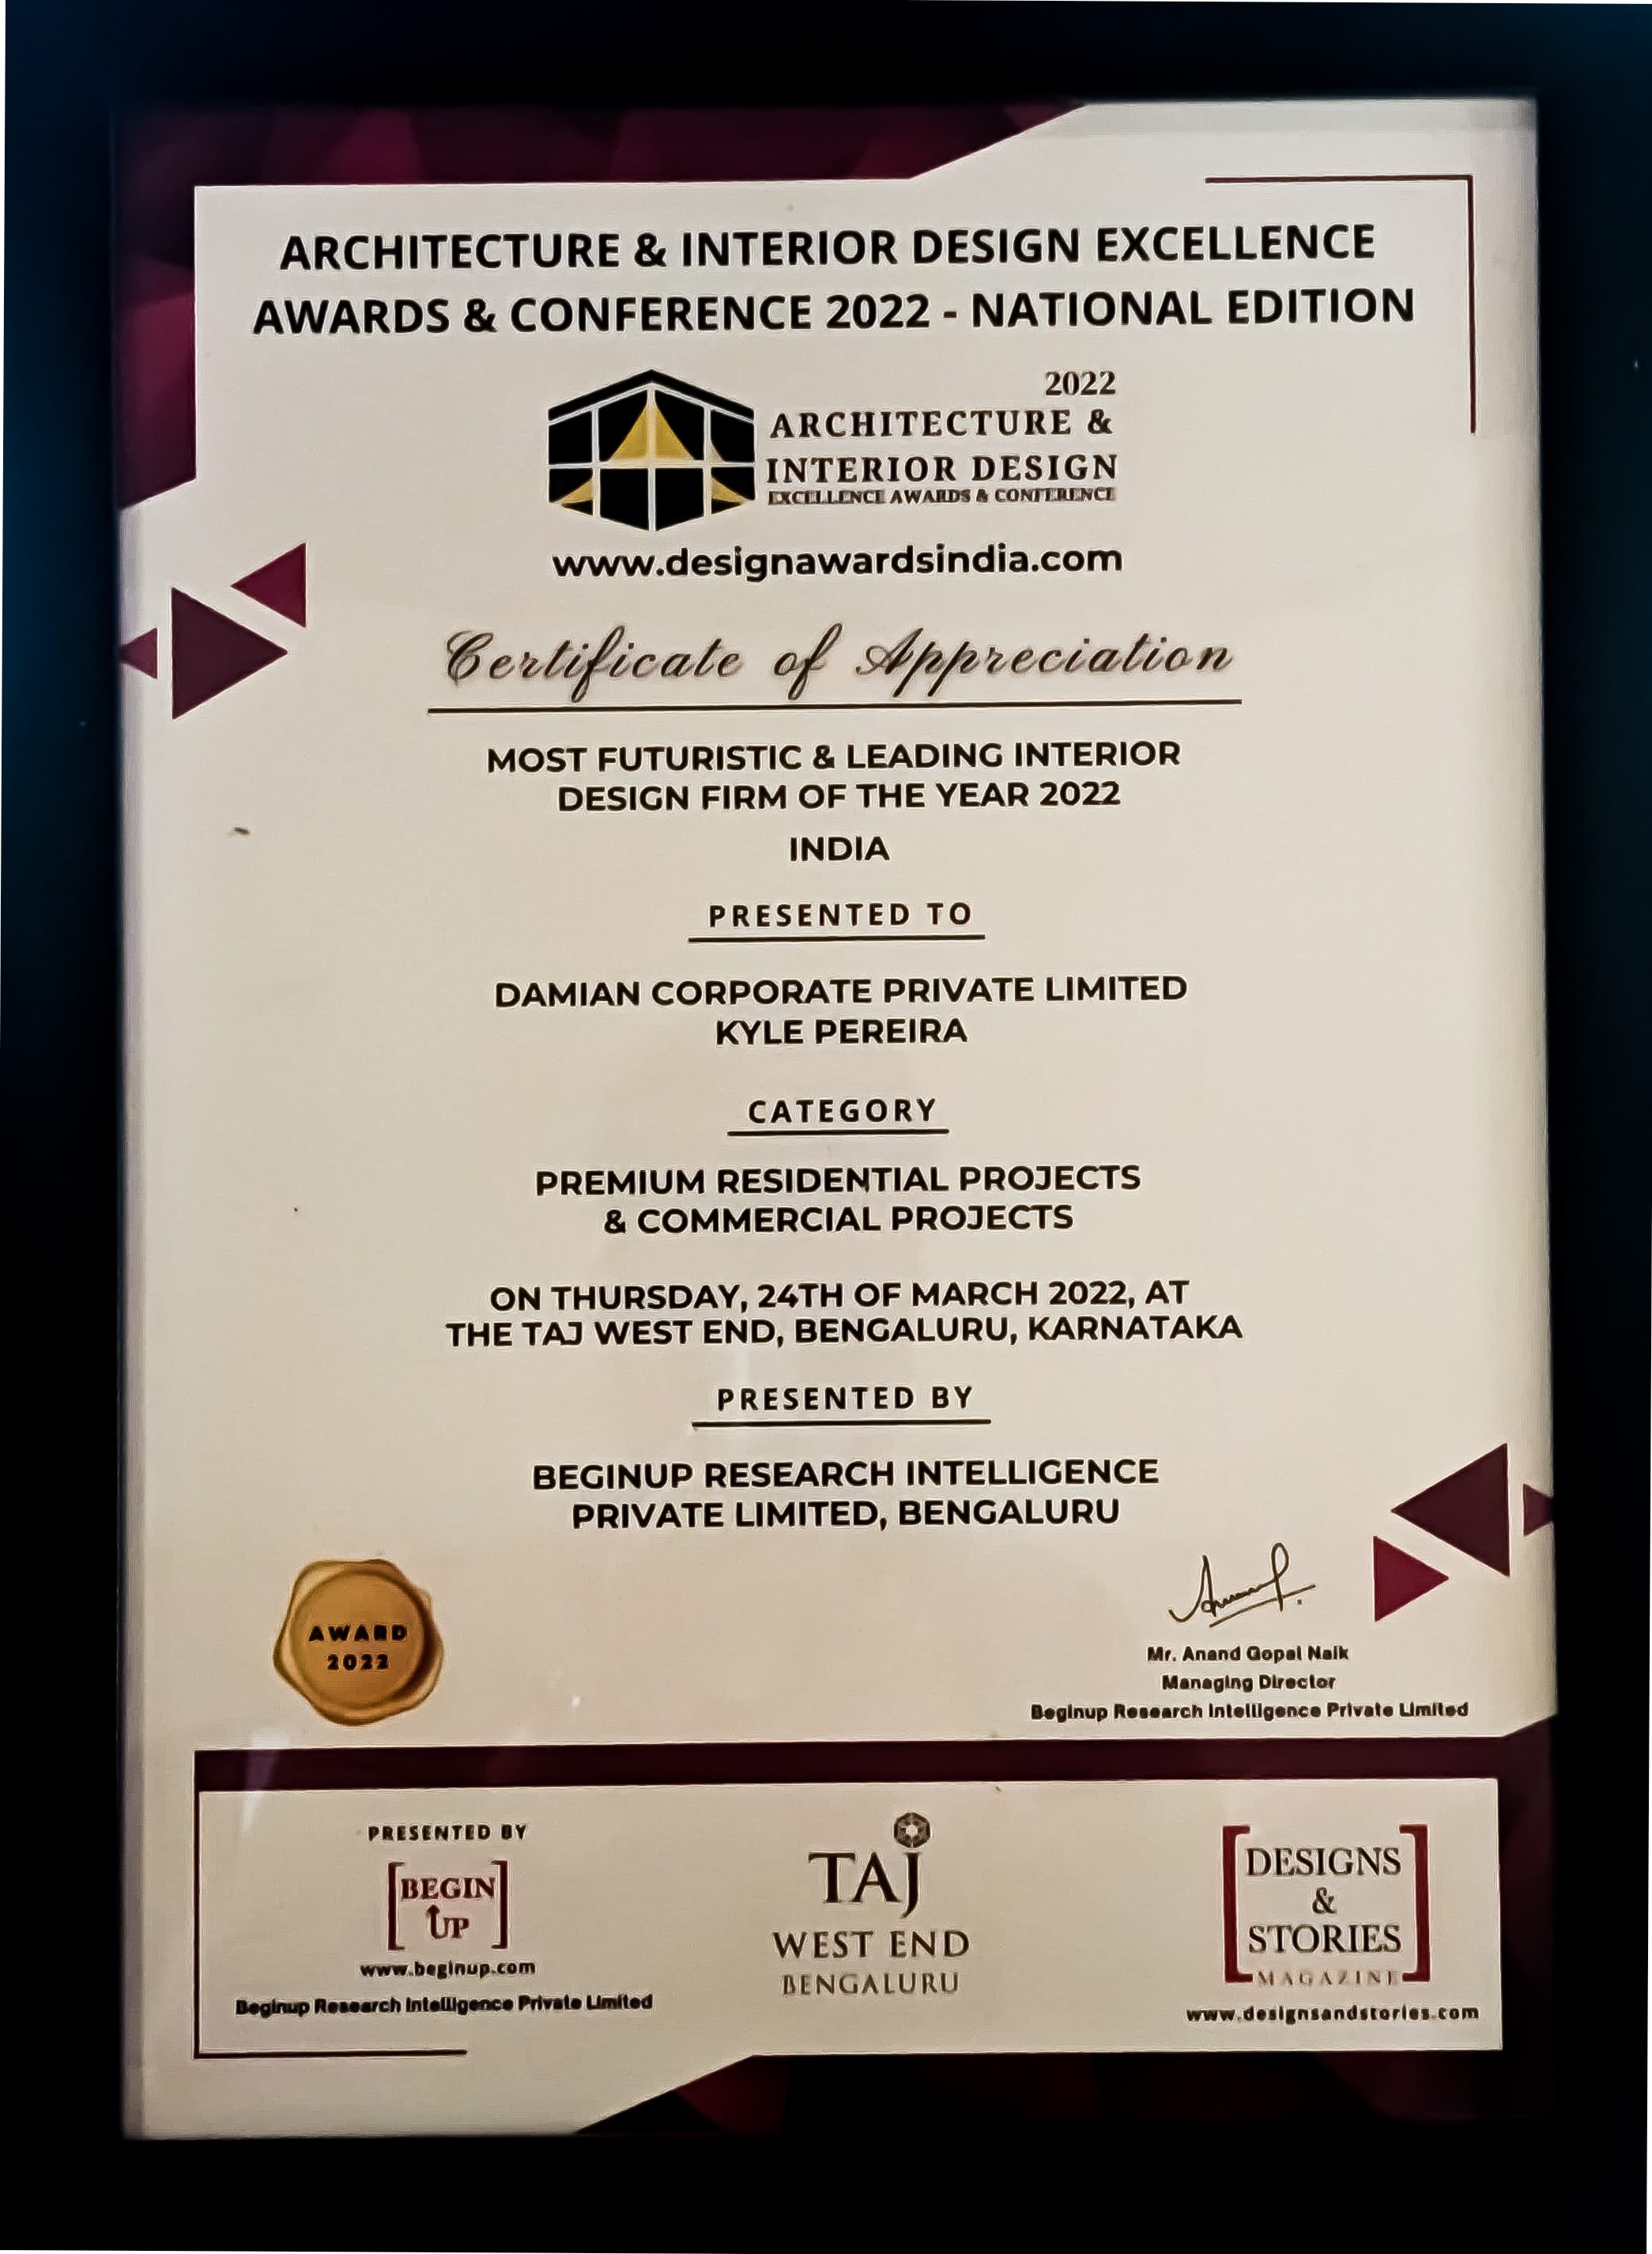 ARCHITECTURE & INTERIOR DESIGN EXCELLENCE
AWARDS & CONFERENCE 2022 - NATIONAL EDITION
2022
ARCHITECTURE &
INTERIOR DESIGN
EXCELLENCE AWARDS & CONFERENCE
www.designawardsindia.com
Certificate of Appreciation
MOST FUTURISTIC & LEADING INTERIOR
DESIGN FIRM OF THE YEAR 2022
INDIA
PRESENTED TO
DAMIAN CORPORATE PRIVATE LIMITED
KYLE PEREIRA
CATEGORY
PREMIUM RESIDENTIAL PROJECTS
& COMMERCIAL PROJECTS
ON THURSDAY, 24TH OF MARCH 2022, AT
THE TAJ WEST END, BENGALURU, KARNATAKA
PRESENTED BY
BEGINUP RESEARCH INTELLIGENCE
PRIVATE LIMITED, BENGALURU
AWARD
2022
Mr. Anand Gopal Naik
Managing Director
Beginup Research Intelligence Private Limited
PRESENTED BY
BEGIN
UP
www.beginup.com
Beginup Research Intelligence Private Limited
TAJ
WEST END
BENGALURU
DESIGNS
&
STORIES
MAGAZINE
www.designsandstories.com